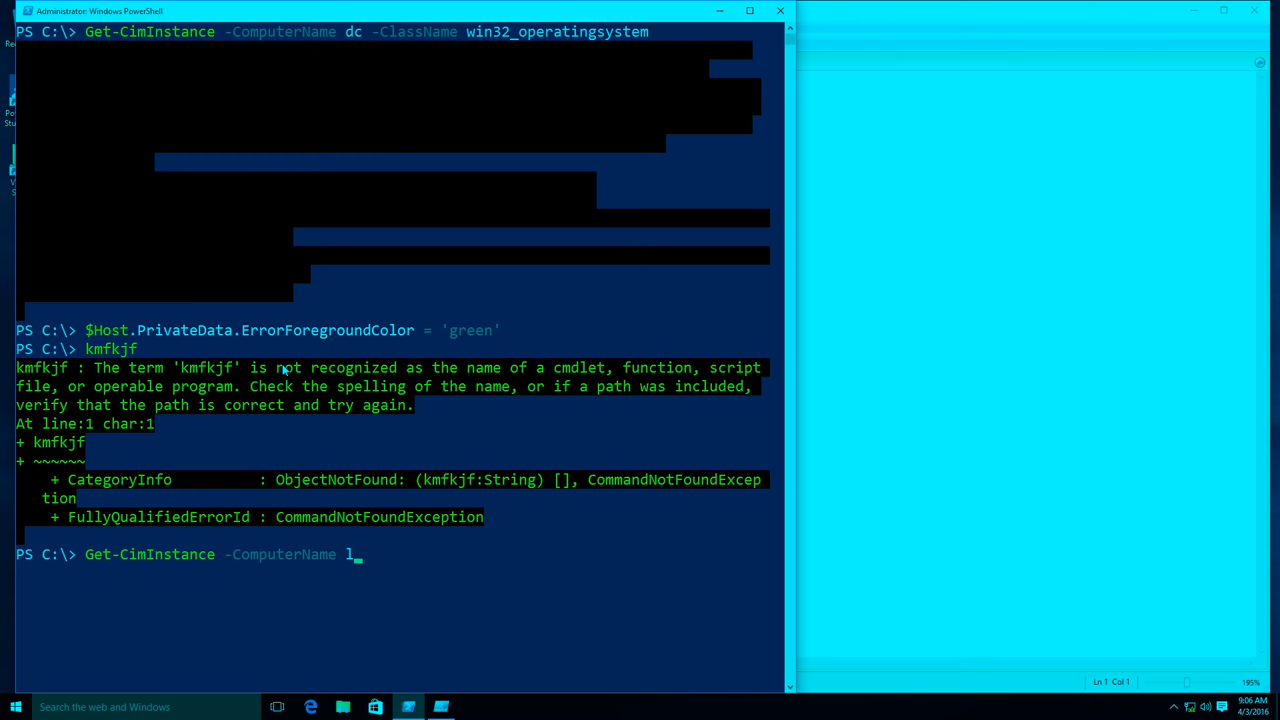 Administrator: Windows PowerShell
PS C:\> Get-CimInstance -ComputerName dc -ClassName win32_operatingsystem
PS C:\> $Host.PrivateData.ErrorForegroundColor = 'green'
PS C:\> kmfkjf
kmfkjf : The term 'kmfkjf' is not recognized as the name of a cmdlet, function, script
file, or operable program. Check the spelling of the name, or if a path was included,
verify that the path is correct and try again.
At line:1 char:1
+ kmfkjf
+ ~~~~~~
+ CategoryInfo : ObjectNotFound: (kmfkjf:String) [], CommandNotFoundExcep
tion
+ FullyQualifiedErrorId : CommandNotFoundException
PS C:\> Get-CimInstance -ComputerName l_
Ln 1 Col 1
195%
Search the web and Windows
9:06 AM
4/3/2016